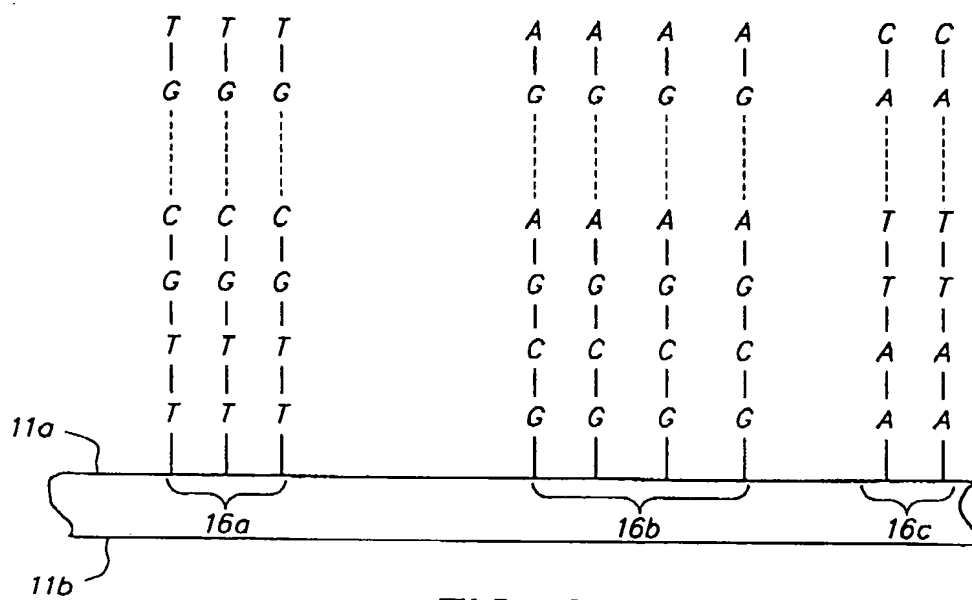 T T T A A A A C C
G G G G G G G A A
C C C A A A A T T
G G G G G G G T T
T T T C C C C A A
T T T G G G G A A
11a
16a 16b 16c
11b